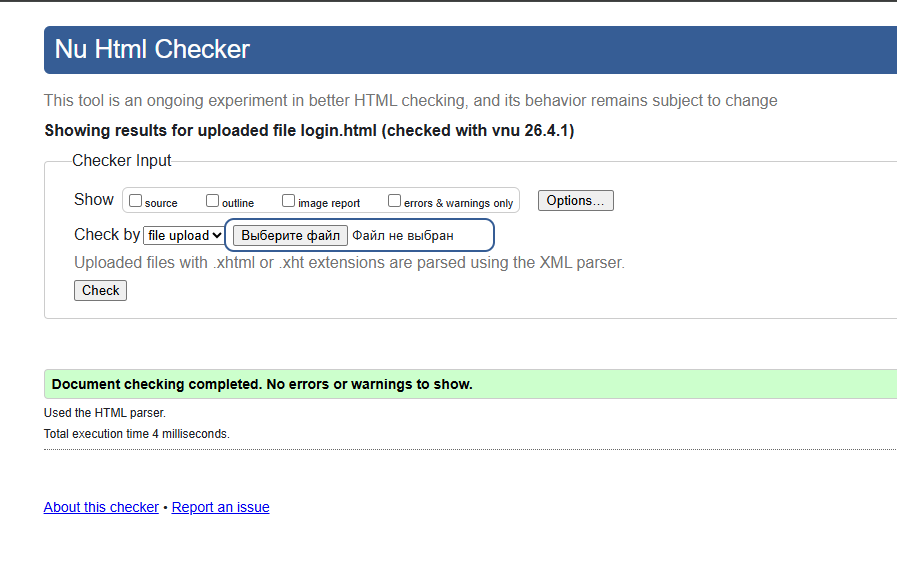 Nu Html Checker
This tool is an ongoing experiment in better HTML checking, and its behavior remains subject to change
Showing results for uploaded file login.html (checked with vnu 26.4.1)
Checker Input
Show source outline image report errors & warnings only Options...
Check by file upload Выберите файл Файл не выбран
Uploaded files with .xhtml or .xht extensions are parsed using the XML parser.
Check
Document checking completed. No errors or warnings to show.
Used the HTML parser.
Total execution time 4 milliseconds.
About this checker • Report an issue